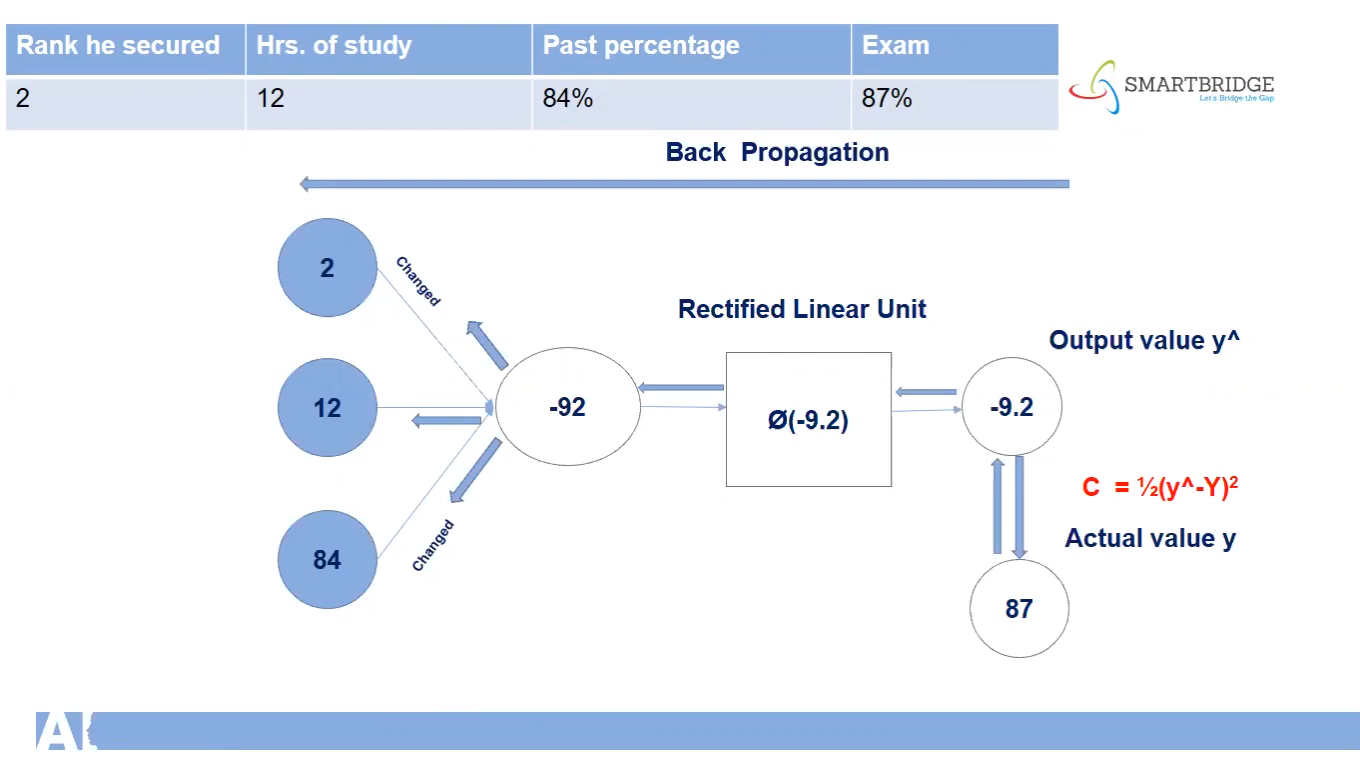 Rank he secured Hrs. of study Past percentage Exam
2 12 84% 87%
SMARTBRIDGE
Let's Bridge the Gap
Back Propagation
2
Changed
Rectified Linear Unit
Output value y^
12
-92
Ø(-9.2)
-9.2
C = ½(y^-Y)²
Changed
Actual value y
84
87